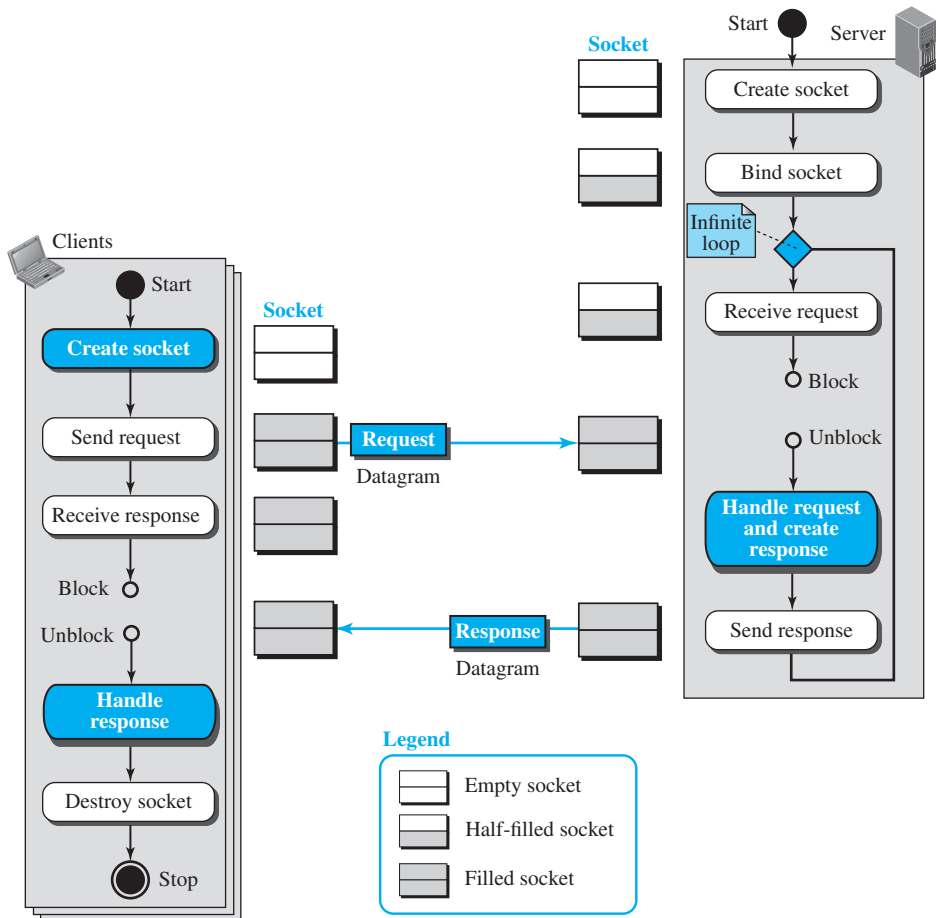 Start
Server
Socket
Create socket
Bind socket
Infinite
loop
Receive request
Block
Unblock
Handle request
and create
response
Send response
Clients
Start
Socket
Create socket
Send request
Request
Datagram
Receive response
Block
Unblock
Response
Datagram
Handle
response
Destroy socket
Stop
Legend
Empty socket
Half-filled socket
Filled socket